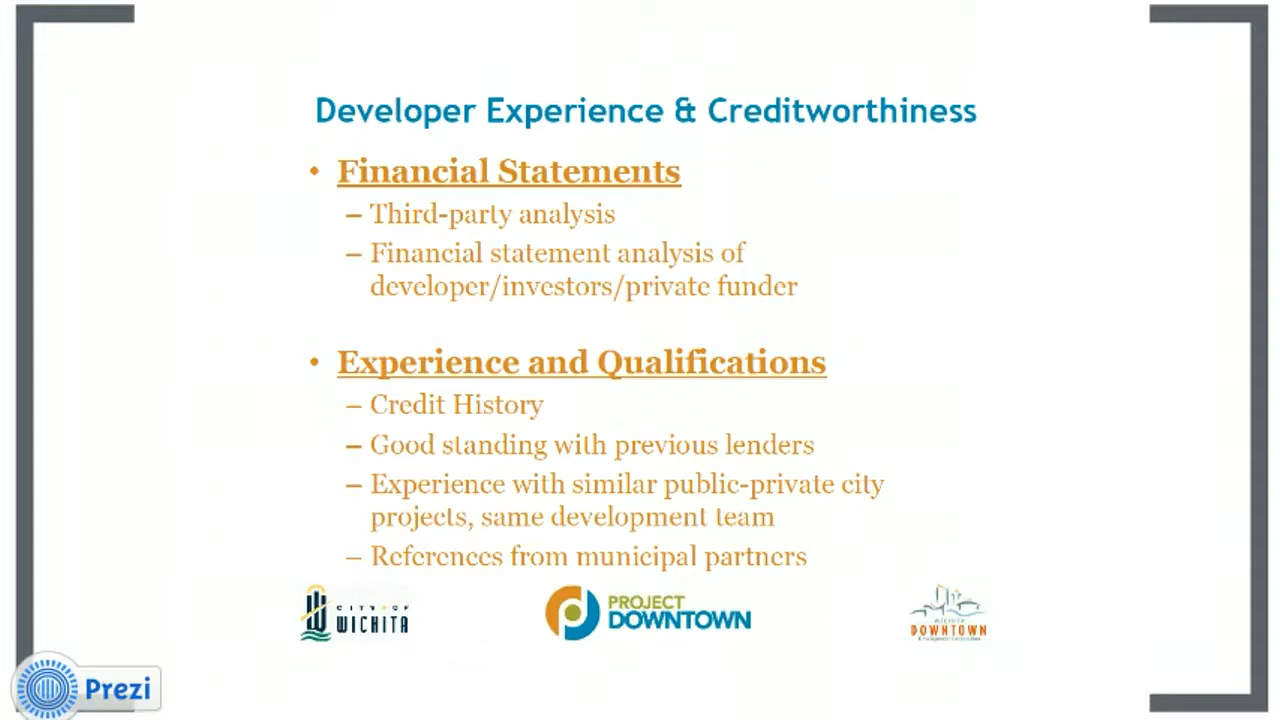 Developer Experience & Creditworthiness
• Financial Statements
– Third-party analysis
– Financial statement analysis of
developer/investors/private funder
• Experience and Qualifications
– Credit History
– Good standing with previous lenders
– Experience with similar public-private city
projects, same development team
– References from municipal partners
CITY OF
WICHITA
PROJECT
DOWNTOWN
WICHITA
DOWNTOWN
Prezi